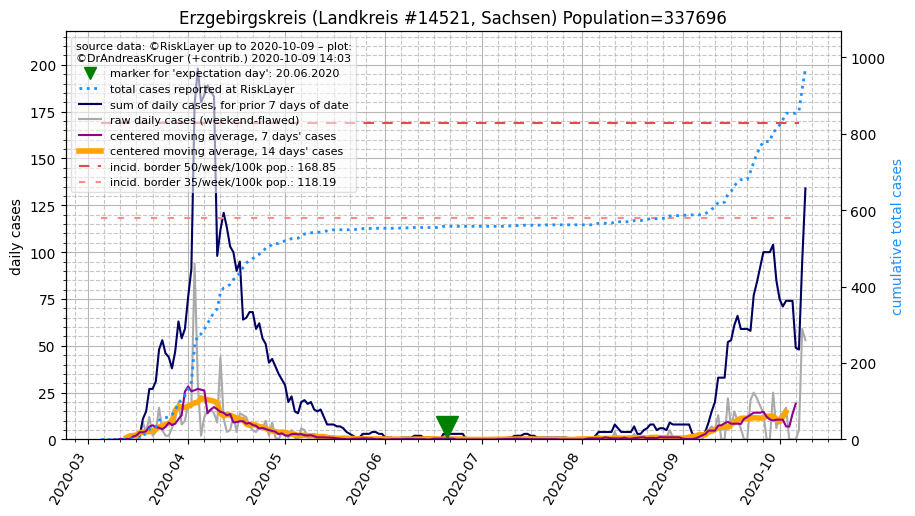 Erzgebirgskreis (Landkreis #14521, Sachsen) Population=337696
source data: ©RiskLayer up to 2020-10-09 – plot:
©DrAndreasKruger (+contrib.) 2020-10-09 14:03
marker for 'expectation day': 20.06.2020
total cases reported at RiskLayer
sum of daily cases, for prior 7 days of date
raw daily cases (weekend-flawed)
centered moving average, 7 days' cases
centered moving average, 14 days' cases
incid. border 50/week/100k pop.: 168.85
incid. border 35/week/100k pop.: 118.19
daily cases
200
175
150
125
100
75
50
25
0
cumulative total cases
1000
800
600
400
200
0
2020-03
2020-04
2020-05
2020-06
2020-07
2020-08
2020-09
2020-10